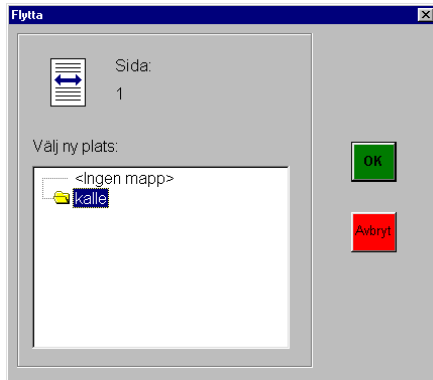 Flytta
Sida:
1
Välj ny plats:
<Ingen mapp>
kalle
OK
Avbryt